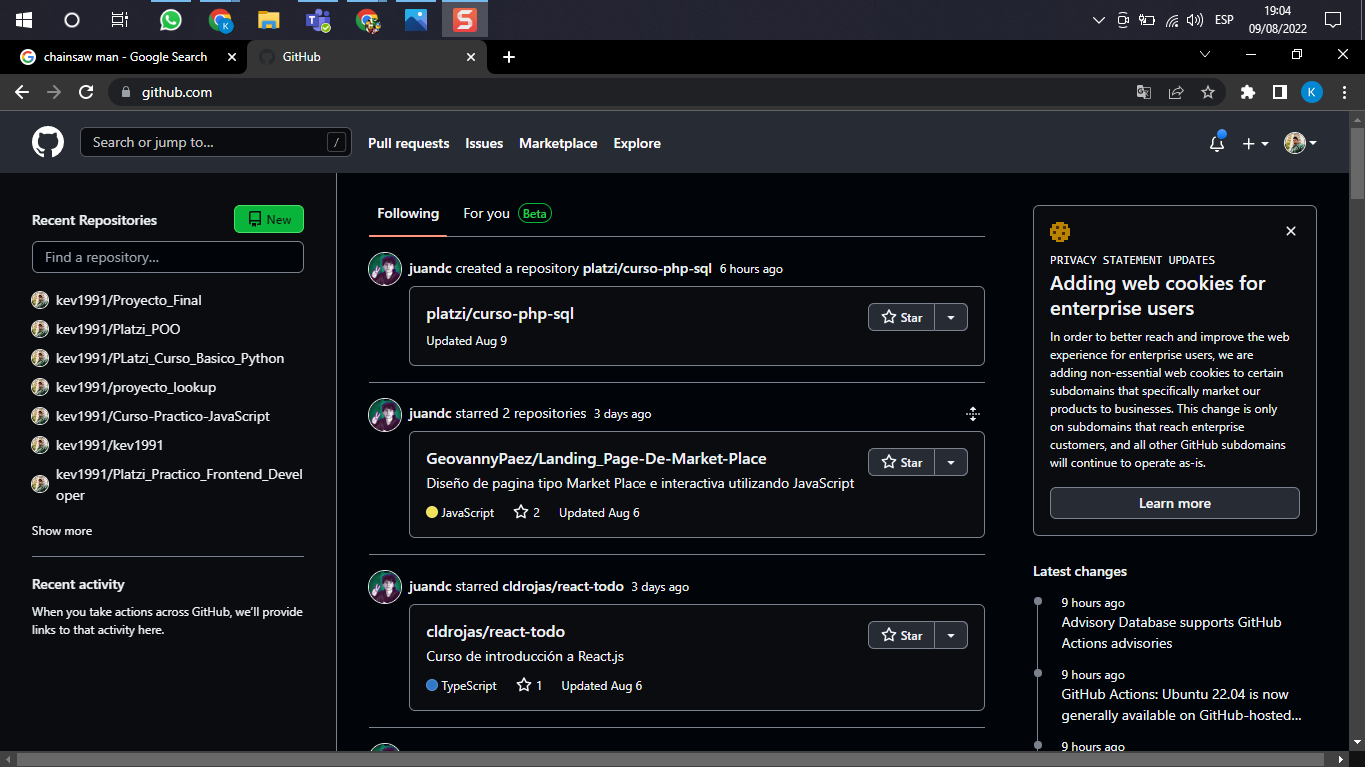 19:04
ESP
09/08/2022
chainsaw man - Google Search
GitHub
github.com
K
Search or jump to...
/
Pull requests
Issues
Marketplace
Explore
Recent Repositories
New
Find a repository...
kev1991/Proyecto_Final
kev1991/Platzi_POO
kev1991/PLatzi_Curso_Basico_Python
kev1991/proyecto_lookup
kev1991/Curso-Practico-JavaScript
kev1991/kev1991
kev1991/Platzi_Practico_Frontend_Devel
oper
Show more
Recent activity
When you take actions across GitHub, we'll provide
links to that activity here.
Following
For you Beta
juandc created a repository platzi/curso-php-sql 6 hours ago
platzi/curso-php-sql
Star
Updated Aug 9
juandc starred 2 repositories 3 days ago
GeovannyPaez/Landing_Page-De-Market-Place
Star
Diseño de pagina tipo Market Place e interactiva utilizando JavaScript
JavaScript 2 Updated Aug 6
juandc starred cldrojas/react-todo 3 days ago
cldrojas/react-todo
Star
Curso de introducción a React.js
TypeScript 1 Updated Aug 6
PRIVACY STATEMENT UPDATES
Adding web cookies for
enterprise users
In order to better reach and improve the web
experience for enterprise users, we are
adding non-essential web cookies to certain
subdomains that specifically market our
products to businesses. This change is only
on subdomains that reach enterprise
customers, and all other GitHub subdomains
will continue to operate as-is.
Learn more
Latest changes
9 hours ago
Advisory Database supports GitHub
Actions advisories
9 hours ago
GitHub Actions: Ubuntu 22.04 is now
generally available on GitHub-hosted...
9 hours ago